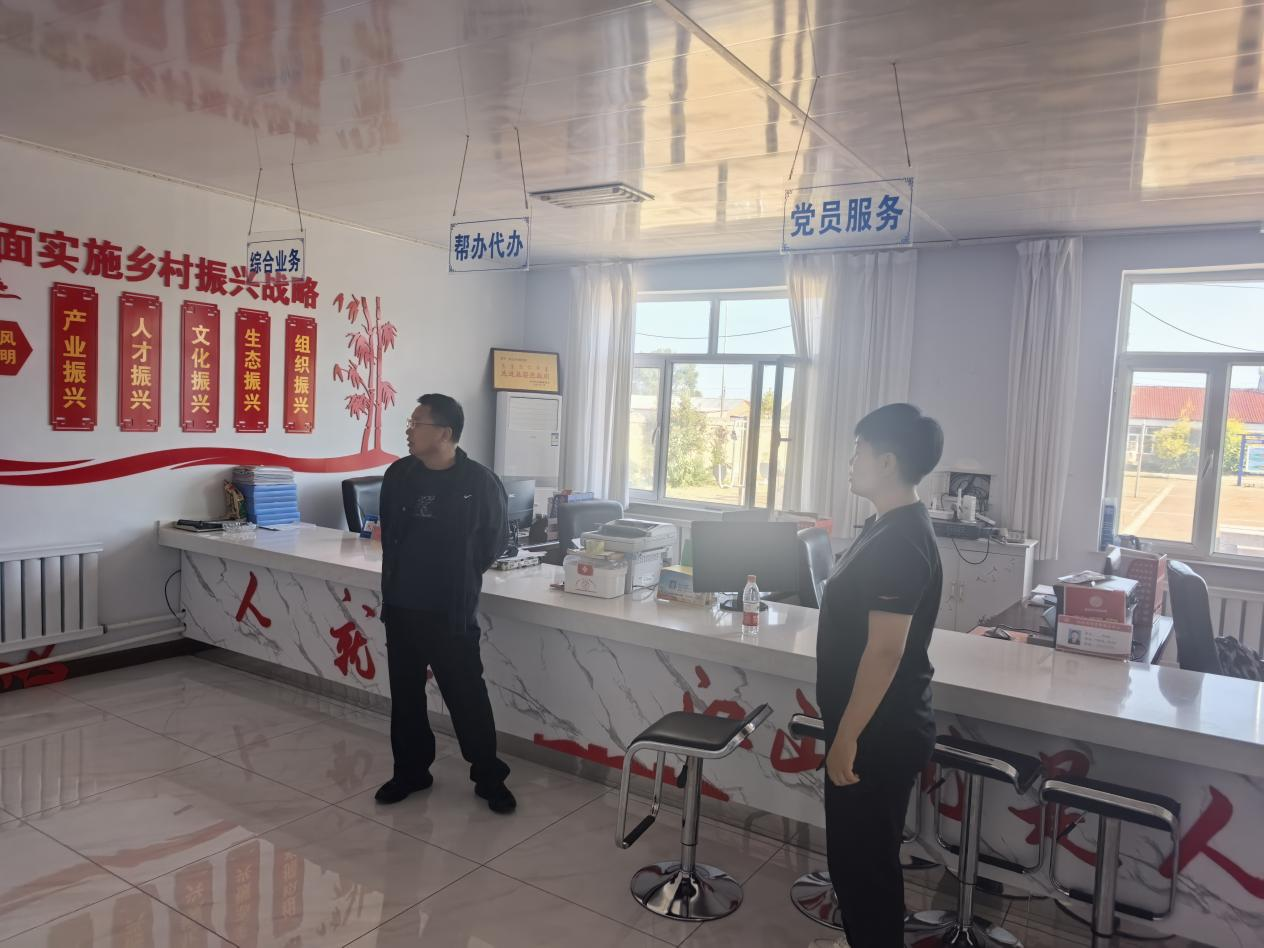 面实施乡村振兴战略
综合业务
帮办代办
党员服务
风
明
产业振兴
人才振兴
文化振兴
生态振兴
组织振兴
人
人